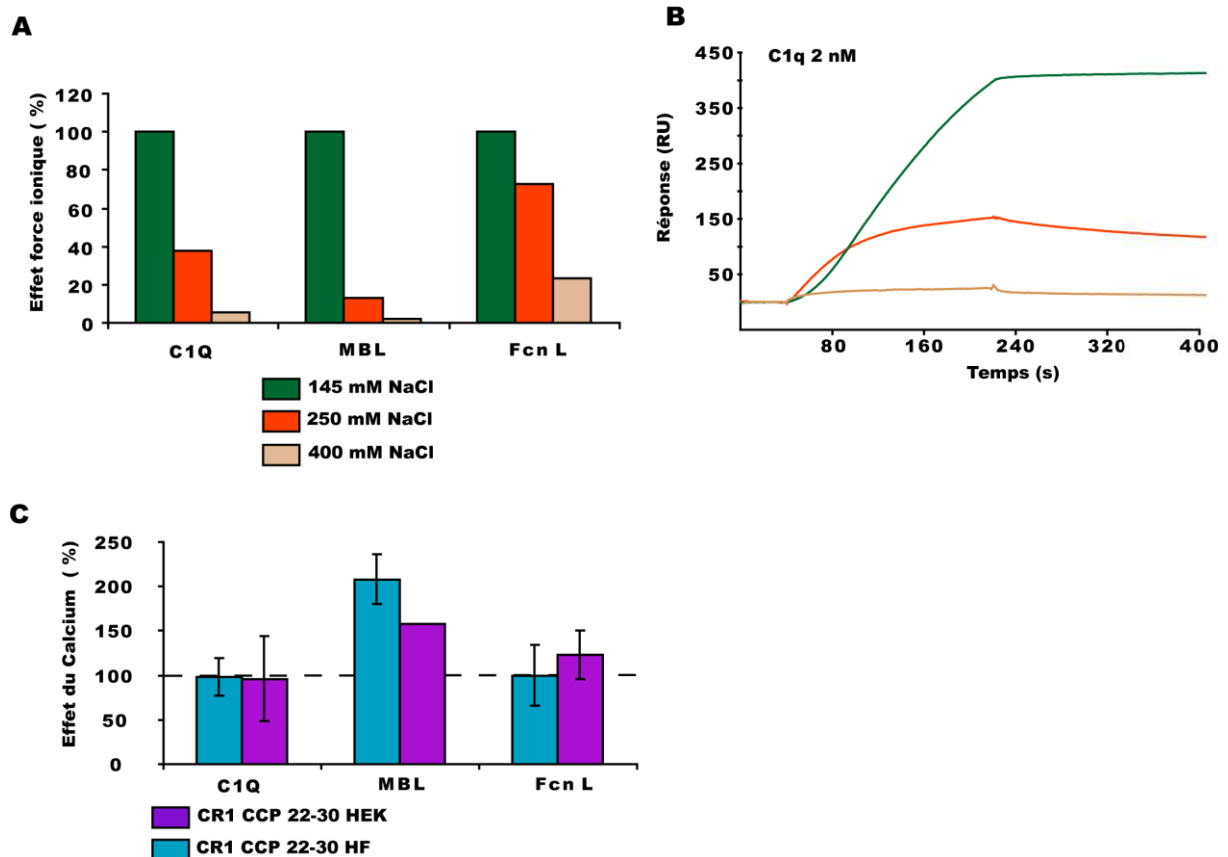 A
Effet force ionique ( %)
120
100
80
60
40
20
0
C1Q MBL Fcn L
145 mM NaCl
250 mM NaCl
400 mM NaCl
B
C1q 2 nM
Réponse (RU)
450
350
450
150
50
80 160 240 320 400
Temps (s)
C
Effet du Calcium ( %)
250
200
150
100
50
0
C1Q MBL Fcn L
CR1 CCP 22-30 HEK
CR1 CCP 22-30 HF